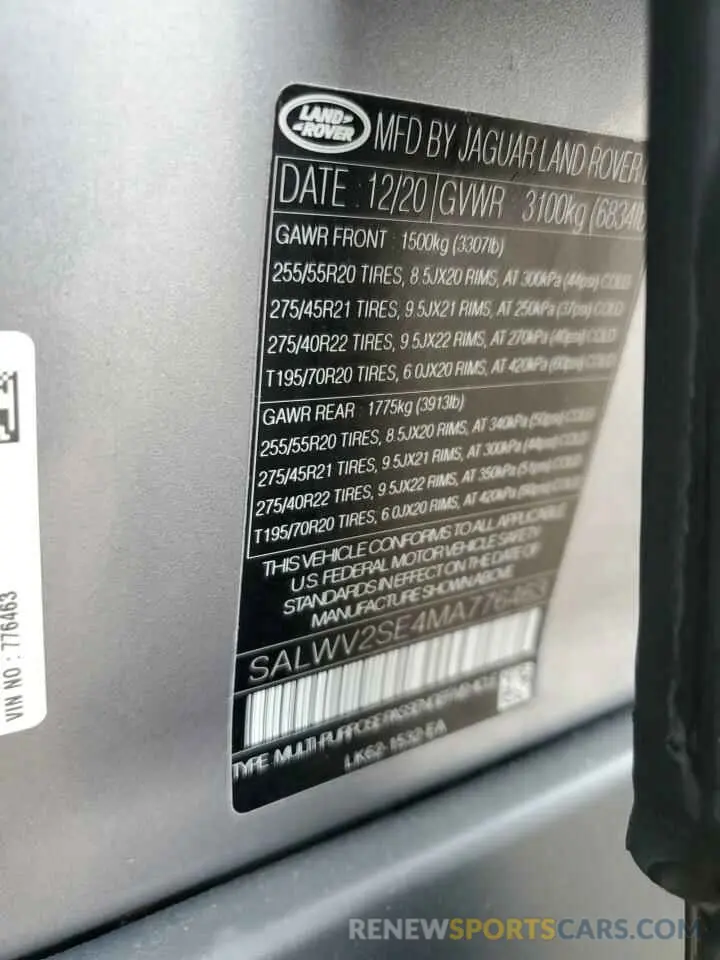 LAND
ROVER
MFD BY JAGUAR LAND ROVER
DATE : 12/20 GVWR : 3100kg (6834lb
GAWR FRONT : 1500kg (3307lb)
255/55R20 TIRES, 8.5JX20 RIMS, AT 300kPa (44psi) COLD
275/45R21 TIRES, 9.5JX21 RIMS, AT 250kPa (37psi) COLD
275/40R22 TIRES, 9.5JX22 RIMS, AT 270kPa (40psi) COLD
T195/70R20 TIRES, 6.0JX20 RIMS, AT 420kPa (60psi) COLD
GAWR REAR : 1775kg (3913lb)
255/55R20 TIRES, 8.5JX20 RIMS, AT 340kPa (50psi) COLD
275/45R21 TIRES, 9.5JX21 RIMS, AT 300kPa (44psi) COLD
275/40R22 TIRES, 9.5JX22 RIMS, AT 350kPa (51psi) COLD
T195/70R20 TIRES, 6.0JX20 RIMS, AT 420kPa (60psi) COLD
THIS VEHICLE CONFORMS TO ALL APPLICABLE
U.S. FEDERAL MOTOR VEHICLE SAFETY
STANDARDS IN EFFECT ON THE DATE OF
MANUFACTURE SHOWN ABOVE
SALWV2SE4MA776463
TYPE: MULTI-PURPOSE PASSENGER VEHICLE
LK62-1532-EA
VIN NO : 776463
RENEWSPORTSCARS.COM